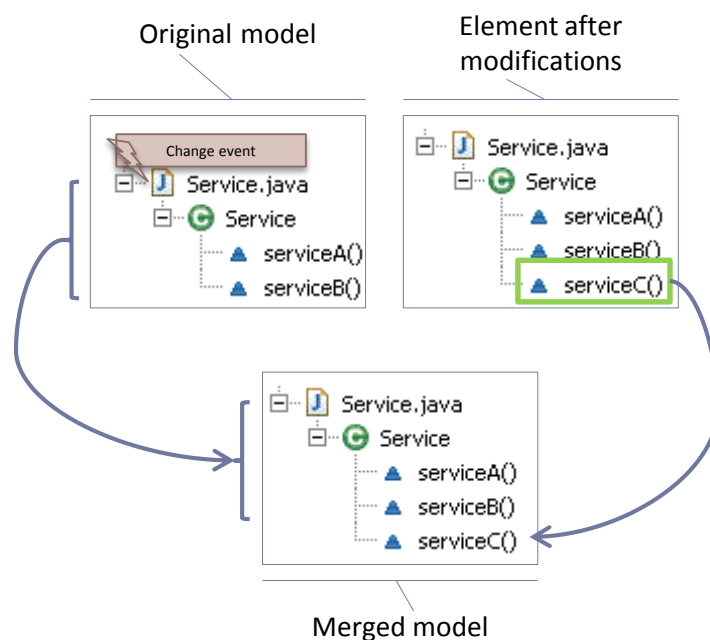 Original model
Element after
modifications
Change event
Service.java
Service
serviceA()
serviceB()
Service.java
Service
serviceA()
serviceB()
serviceC()
Service.java
Service
serviceA()
serviceB()
serviceC()
Merged model